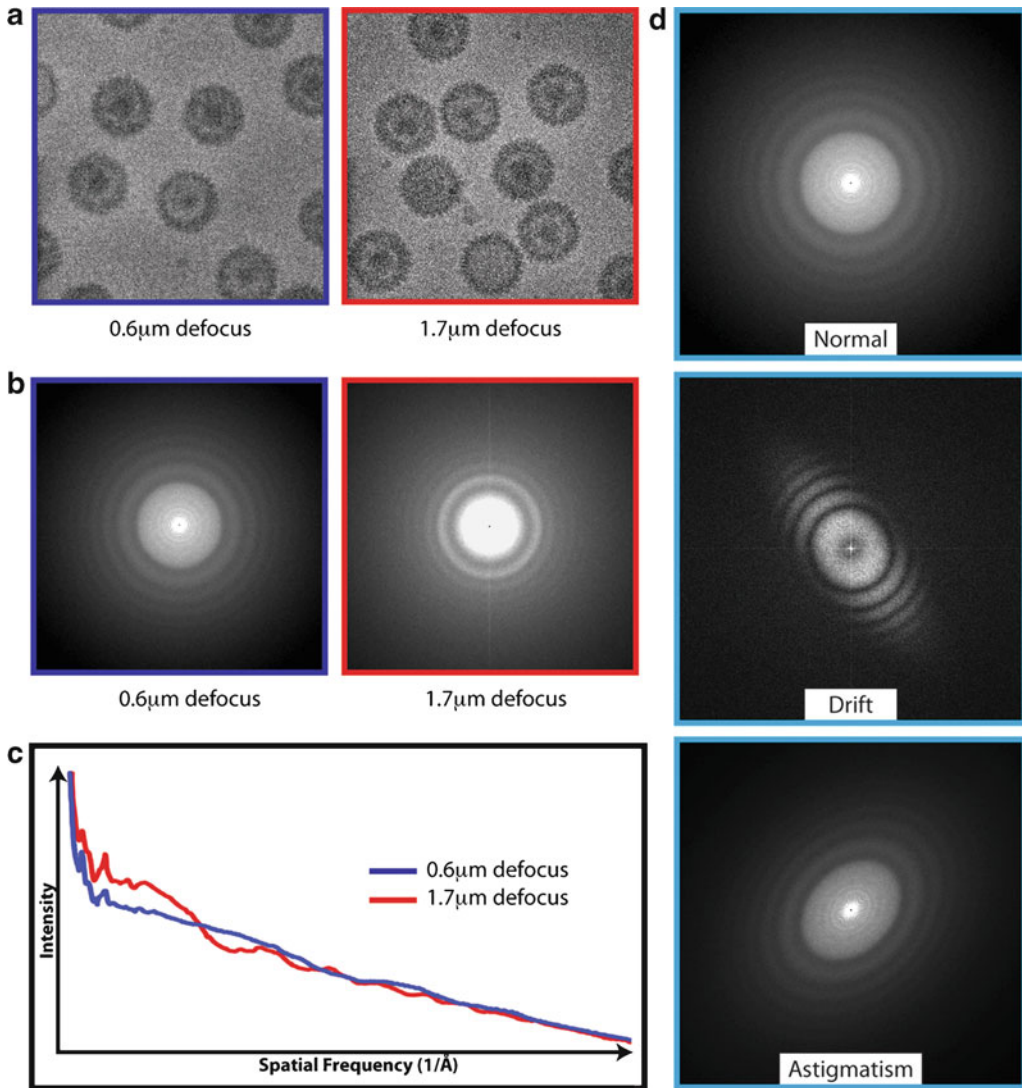 a
0.6μm defocus
1.7μm defocus
b
0.6μm defocus
1.7μm defocus
c
Intensity
0.6μm defocus
1.7μm defocus
Spatial Frequency (1/Å)
d
Normal
Drift
Astigmatism